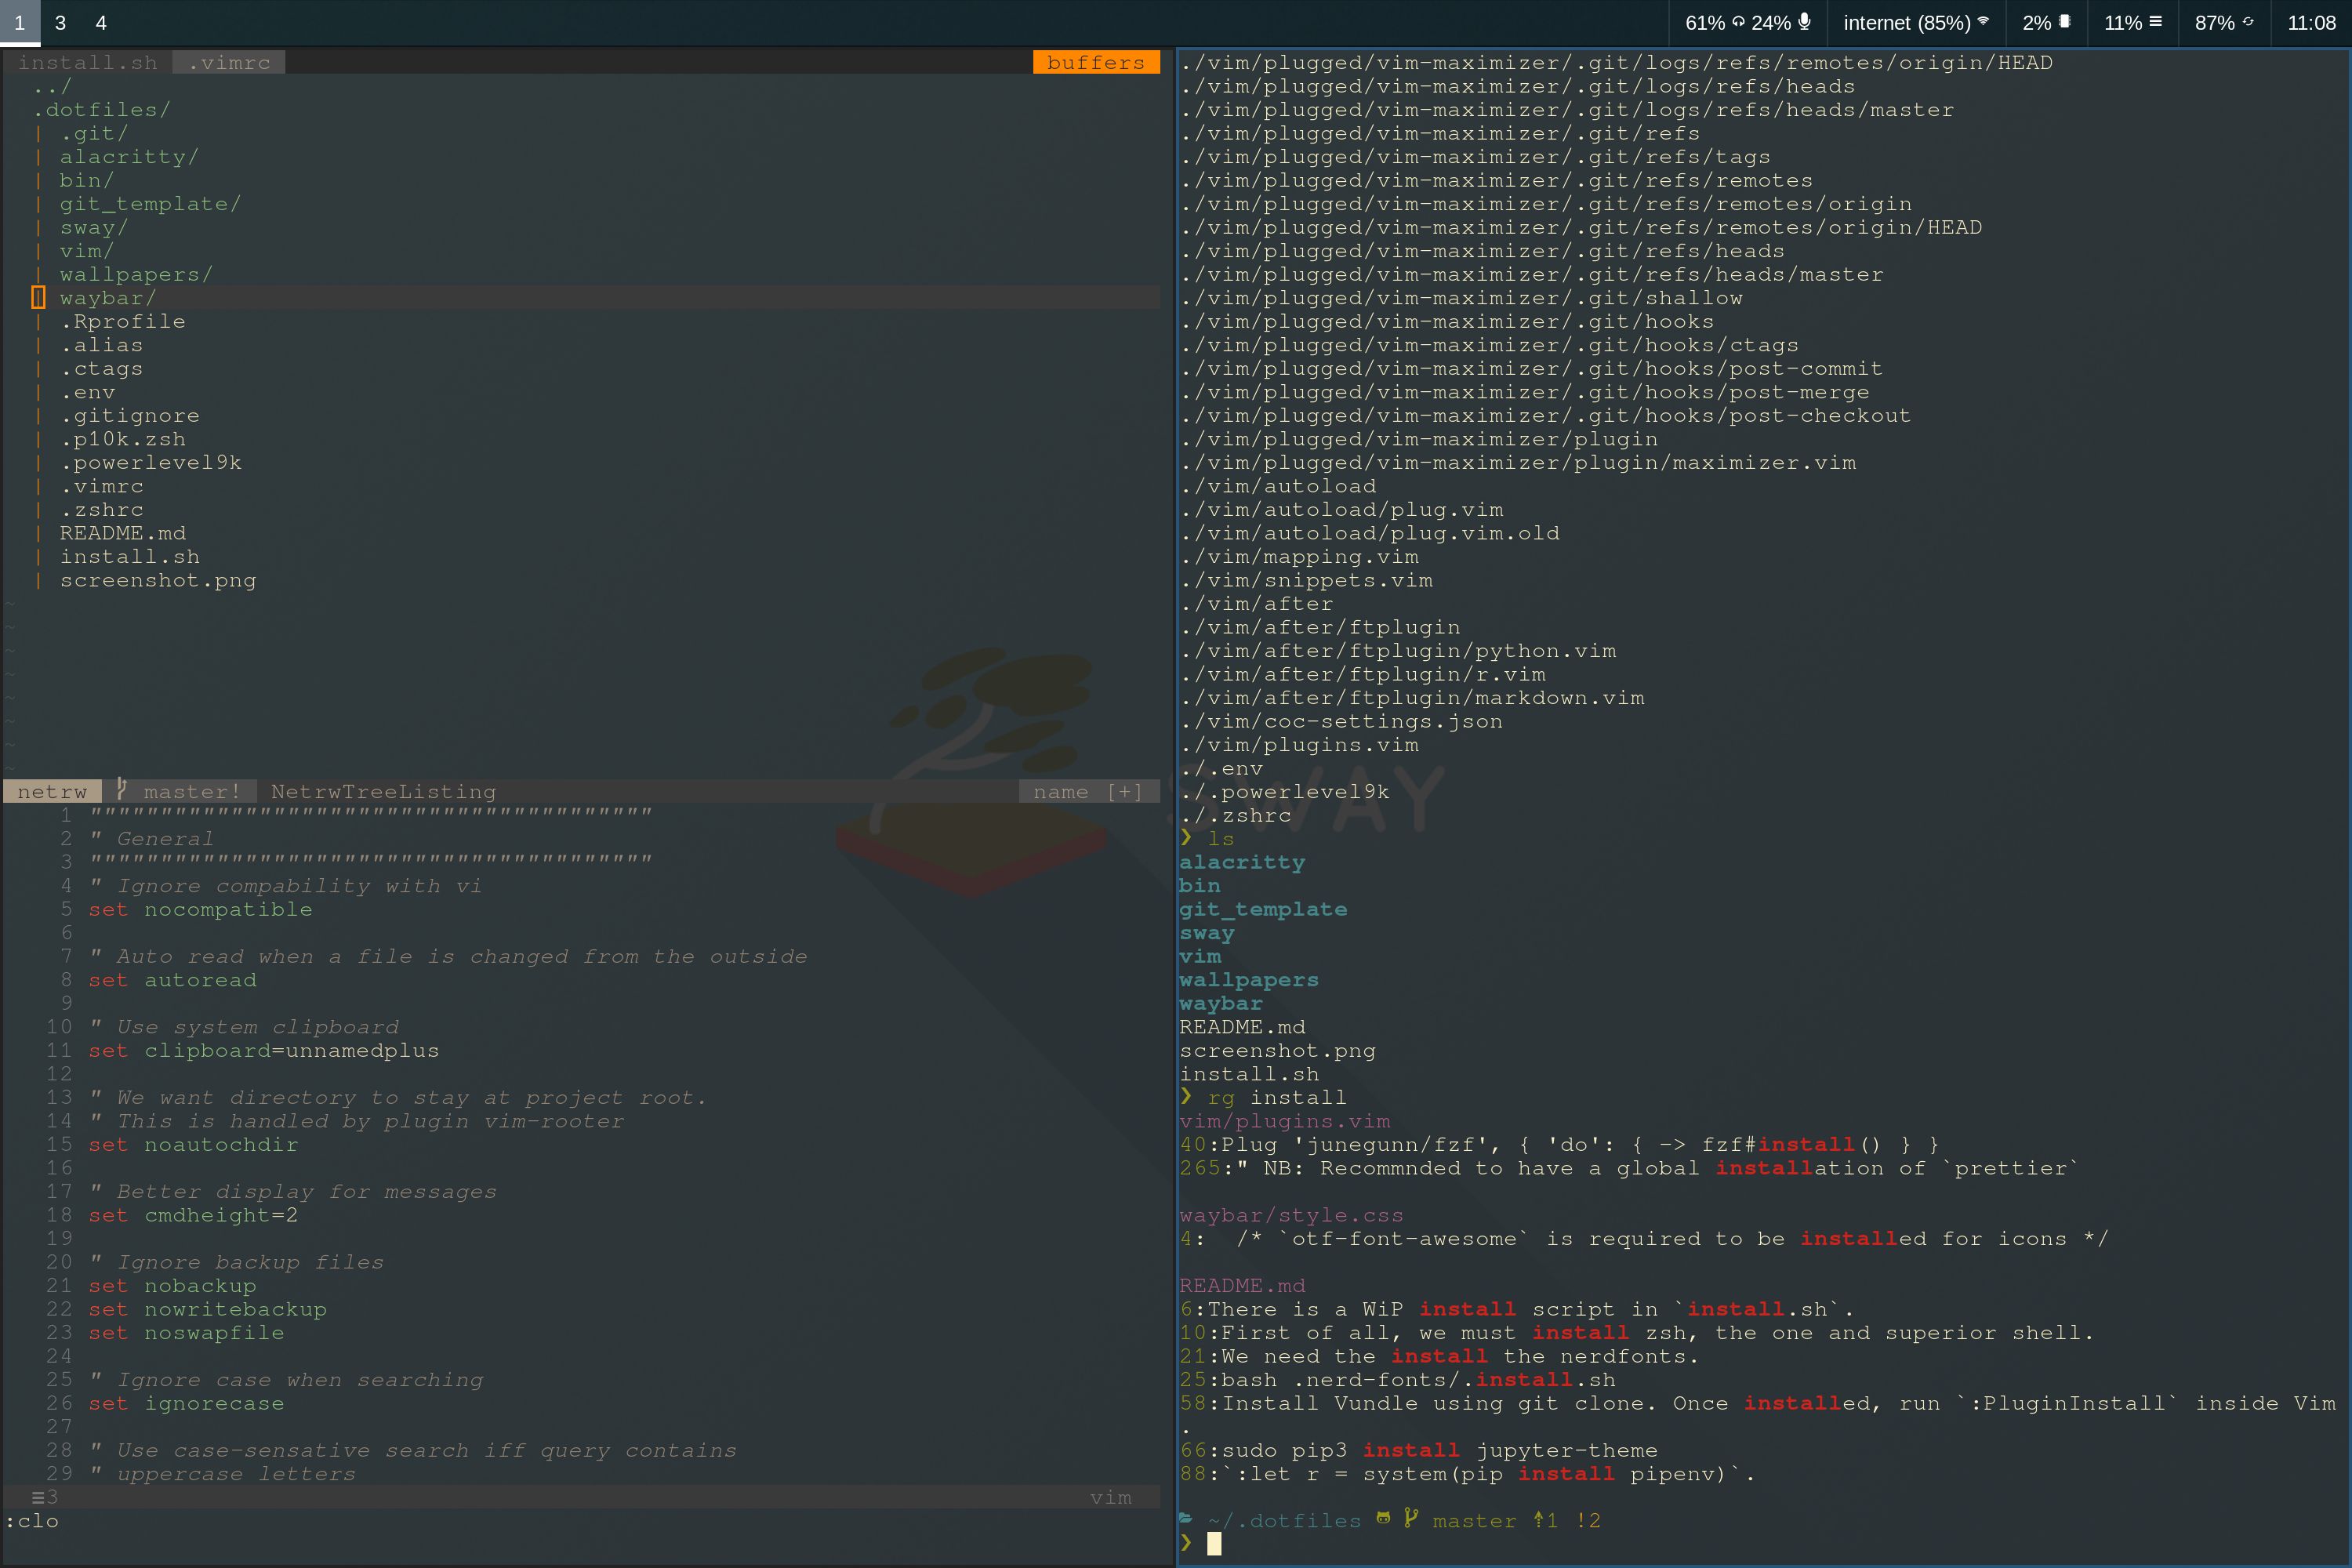 1 3 4 61% 24% internet (85%) 2% 11% 87% 11:08
install.sh .vimrc buffers
../
.dotfiles/
| .git/
| alacritty/
| bin/
| git_template/
| sway/
| vim/
| wallpapers/
| waybar/
| .Rprofile
| .alias
| .ctags
| .env
| .gitignore
| .p10k.zsh
| .powerlevel9k
| .vimrc
| .zshrc
| README.md
| install.sh
| screenshot.png
~
~
~
~
~
~
~
~
netrw master! NetrwTreeListing name [+]
1 """"""""""""""""""""""""""""""""""""""""
2 " General
3 """"""""""""""""""""""""""""""""""""""""
4 " Ignore compability with vi
5 set nocompatible
6
7 " Auto read when a file is changed from the outside
8 set autoread
9
10 " Use system clipboard
11 set clipboard=unnamedplus
12
13 " We want directory to stay at project root.
14 " This is handled by plugin vim-rooter
15 set noautochdir
16
17 " Better display for messages
18 set cmdheight=2
19
20 " Ignore backup files
21 set nobackup
22 set nowritebackup
23 set noswapfile
24
25 " Ignore case when searching
26 set ignorecase
27
28 " Use case-sensative search iff query contains
29 " uppercase letters
≡3 vim
:clo
./vim/plugged/vim-maximizer/.git/logs/refs/remotes/origin/HEAD
./vim/plugged/vim-maximizer/.git/logs/refs/heads
./vim/plugged/vim-maximizer/.git/logs/refs/heads/master
./vim/plugged/vim-maximizer/.git/refs
./vim/plugged/vim-maximizer/.git/refs/tags
./vim/plugged/vim-maximizer/.git/refs/remotes
./vim/plugged/vim-maximizer/.git/refs/remotes/origin
./vim/plugged/vim-maximizer/.git/refs/remotes/origin/HEAD
./vim/plugged/vim-maximizer/.git/refs/heads
./vim/plugged/vim-maximizer/.git/refs/heads/master
./vim/plugged/vim-maximizer/.git/shallow
./vim/plugged/vim-maximizer/.git/hooks
./vim/plugged/vim-maximizer/.git/hooks/ctags
./vim/plugged/vim-maximizer/.git/hooks/post-commit
./vim/plugged/vim-maximizer/.git/hooks/post-merge
./vim/plugged/vim-maximizer/.git/hooks/post-checkout
./vim/plugged/vim-maximizer/plugin
./vim/plugged/vim-maximizer/plugin/maximizer.vim
./vim/autoload
./vim/autoload/plug.vim
./vim/autoload/plug.vim.old
./vim/mapping.vim
./vim/snippets.vim
./vim/after
./vim/after/ftplugin
./vim/after/ftplugin/python.vim
./vim/after/ftplugin/r.vim
./vim/after/ftplugin/markdown.vim
./vim/coc-settings.json
./vim/plugins.vim
./.env
./.powerlevel9k
./.zshrc
SWAY
❯ ls
alacritty
bin
git_template
sway
vim
wallpapers
waybar
README.md
screenshot.png
install.sh
❯ rg install
vim/plugins.vim
40:Plug 'junegunn/fzf', { 'do': { -> fzf#install() } }
265:" NB: Recommnded to have a global installation of `prettier`

waybar/style.css
4:  /* `otf-font-awesome` is required to be installed for icons */

README.md
6:There is a WiP install script in `install.sh`.
10:First of all, we must install zsh, the one and superior shell.
21:We need the install the nerdfonts.
25:bash .nerd-fonts/.install.sh
58:Install Vundle using git clone. Once installed, run `:PluginInstall` inside Vim
.
66:sudo pip3 install jupyter-theme
88:`:let r = system(pip install pipenv)`.

~/.dotfiles master ⇡1 !2
❯